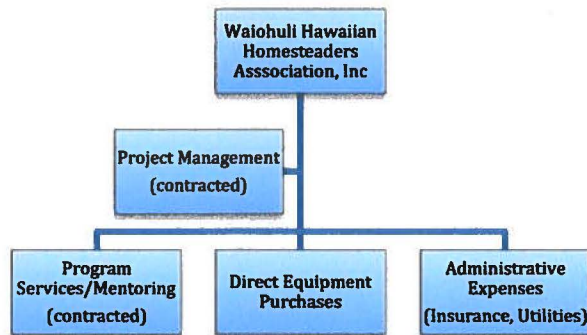 Waiohuli Hawaiian
Homesteaders
Asssociation, Inc
Project Management
(contracted)
Program
Services/Mentoring
(contracted)
Direct Equipment
Purchases
Administrative
Expenses
(Insurance, Utilities)